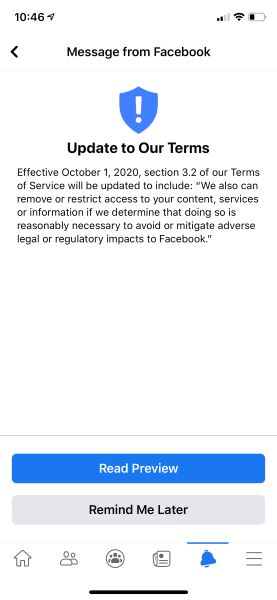 10:46
Message from Facebook
Update to Our Terms
Effective October 1, 2020, section 3.2 of our Terms
of Service will be updated to include: “We also can
remove or restrict access to your content, services
or information if we determine that doing so is
reasonably necessary to avoid or mitigate adverse
legal or regulatory impacts to Facebook.”
Read Preview
Remind Me Later